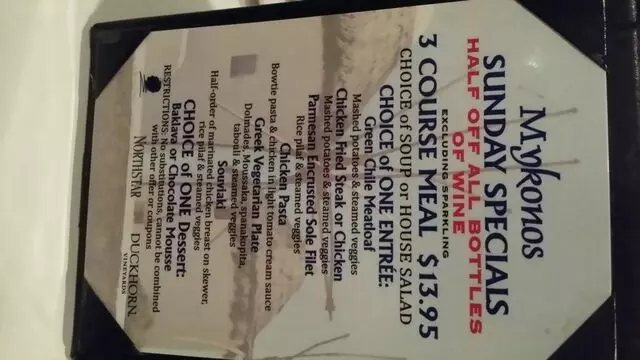 Mykonos
SUNDAY SPECIALS
HALF OFF ALL BOTTLES
OF WINE
EXCLUDING SPARKLING
3 COURSE MEAL $13.95
CHOICE of SOUP or HOUSE SALAD
CHOICE of ONE ENTRÉE:
Green Chile Meatloaf
Mashed potatoes & steamed veggies
Chicken Fried Steak or Chicken
Mashed potatoes & steamed veggies
Parmesan Encrusted Sole Filet
Rice pilaf & steamed veggies
Chicken Pasta
Bowtie pasta & chicken in light tomato cream sauce
Greek Vegetarian Plate
Dolmades, Moussaka, spanakopita,
tabouli & steamed veggies
Souvlaki
Half-order of marinated chicken breast on skewer,
rice pilaf & steamed veggies
CHOICE of ONE Dessert:
Baklava or Chocolate Mousse
RESTRICTIONS: No substitutions, cannot be combined
with other offer or coupons
NORTHSTAR
DUCKHORN
VINEYARDS